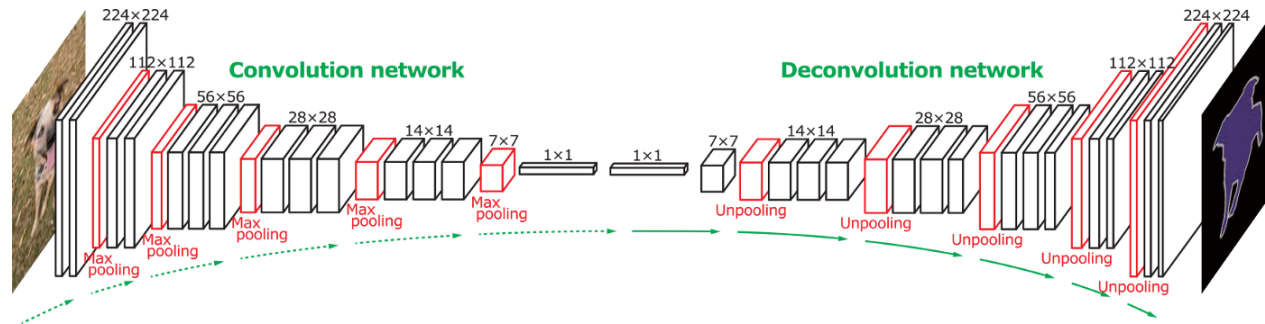 224×224
112×112
56×56
28×28
14×14
7×7
1×1
1×1
7×7
14×14
28×28
56×56
112×112
224×224
Convolution network
Deconvolution network
Max
pooling
Max
pooling
Max
pooling
Max
pooling
Max
pooling
Unpooling
Unpooling
Unpooling
Unpooling
Unpooling